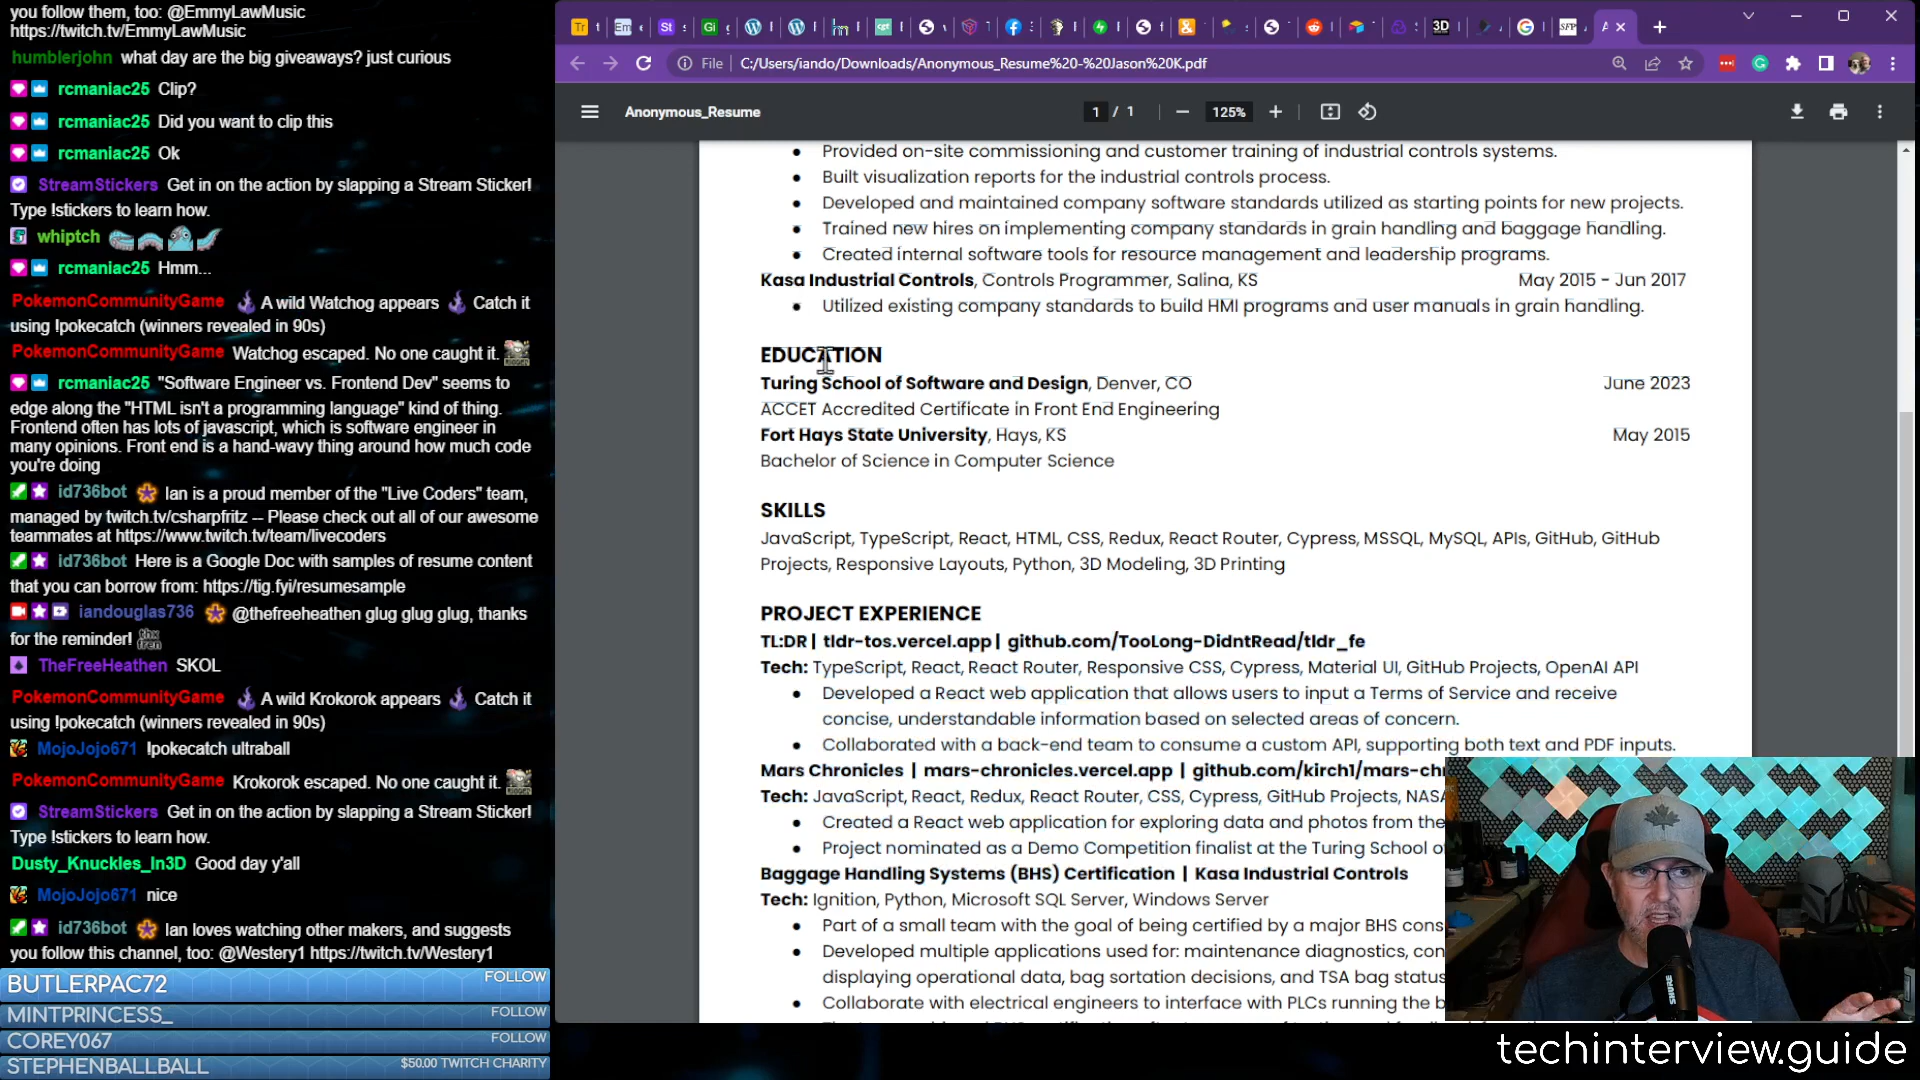 you follow them, too: @EmmyLawMusic
https://twitch.tv/EmmyLawMusic
humblerjohn what day are the big giveaways? just curious
rcmaniac25 Clip?
rcmaniac25 Did you want to clip this
rcmaniac25 Ok
StreamStickers Get in on the action by slapping a Stream Sticker!
Type !stickers to learn how.
whiptch
rcmaniac25 Hmm...
PokemonCommunityGame A wild Watchog appears Catch it
using !pokecatch (winners revealed in 90s)
PokemonCommunityGame Watchog escaped. No one caught it.
rcmaniac25 "Software Engineer vs. Frontend Dev" seems to
edge along the "HTML isn't a programming language" kind of thing.
Frontend often has lots of javascript, which is software engineer in
many opinions. Front end is a hand-wavy thing around how much code
you're doing
id736bot Ian is a proud member of the "Live Coders" team,
managed by twitch.tv/csharpfritz -- Please check out all of our awesome
teammates at https://www.twitch.tv/team/livecoders
id736bot Here is a Google Doc with samples of resume content
that you can borrow from: https://tig.fyi/resumesample
iandouglas736 @thefreeheathen glug glug glug, thanks
for the reminder!
TheFreeHeathen SKOL
PokemonCommunityGame A wild Krokorok appears Catch it
using !pokecatch (winners revealed in 90s)
MojoJojo671 !pokecatch ultraball
PokemonCommunityGame Krokorok escaped. No one caught it.
StreamStickers Get in on the action by slapping a Stream Sticker!
Type !stickers to learn how.
Dusty_Knuckles_In3D Good day y'all
MojoJojo671 nice
id736bot Ian loves watching other makers, and suggests
you follow this channel, too: @Westery1 https://twitch.tv/Westery1
BUTLERPAC72 FOLLOW
MINTPRINCESS_ FOLLOW
COREY067 FOLLOW
STEPHENBALLBALL $50.00 TWITCH CHARITY
File C:/Users/iando/Downloads/Anonymous_Resume%20-%20Jason%20K.pdf
Anonymous_Resume 1 / 1 125%
Provided on-site commissioning and customer training of industrial controls systems.
Built visualization reports for the industrial controls process.
Developed and maintained company software standards utilized as starting points for new projects.
Trained new hires on implementing company standards in grain handling and baggage handling.
Created internal software tools for resource management and leadership programs.
Kasa Industrial Controls, Controls Programmer, Salina, KS May 2015 - Jun 2017
Utilized existing company standards to build HMI programs and user manuals in grain handling.
EDUCATION
Turing School of Software and Design, Denver, CO June 2023
ACCET Accredited Certificate in Front End Engineering
Fort Hays State University, Hays, KS May 2015
Bachelor of Science in Computer Science
SKILLS
JavaScript, TypeScript, React, HTML, CSS, Redux, React Router, Cypress, MSSQL, MySQL, APIs, GitHub, GitHub
Projects, Responsive Layouts, Python, 3D Modeling, 3D Printing
PROJECT EXPERIENCE
TL:DR | tldr-tos.vercel.app | github.com/TooLong-DidntRead/tldr_fe
Tech: TypeScript, React, React Router, Responsive CSS, Cypress, Material UI, GitHub Projects, OpenAI API
Developed a React web application that allows users to input a Terms of Service and receive
concise, understandable information based on selected areas of concern.
Collaborated with a back-end team to consume a custom API, supporting both text and PDF inputs.
Mars Chronicles | mars-chronicles.vercel.app | github.com/kirch1/mars-chr
Tech: JavaScript, React, Redux, React Router, CSS, Cypress, GitHub Projects, NASA
Created a React web application for exploring data and photos from the
Project nominated as a Demo Competition finalist at the Turing School of
Baggage Handling Systems (BHS) Certification | Kasa Industrial Controls
Tech: Ignition, Python, Microsoft SQL Server, Windows Server
Part of a small team with the goal of being certified by a major BHS cons
Developed multiple applications used for: maintenance diagnostics, con
displaying operational data, bag sortation decisions, and TSA bag status
Collaborate with electrical engineers to interface with PLCs running the b
SHURE
techinterview.guide